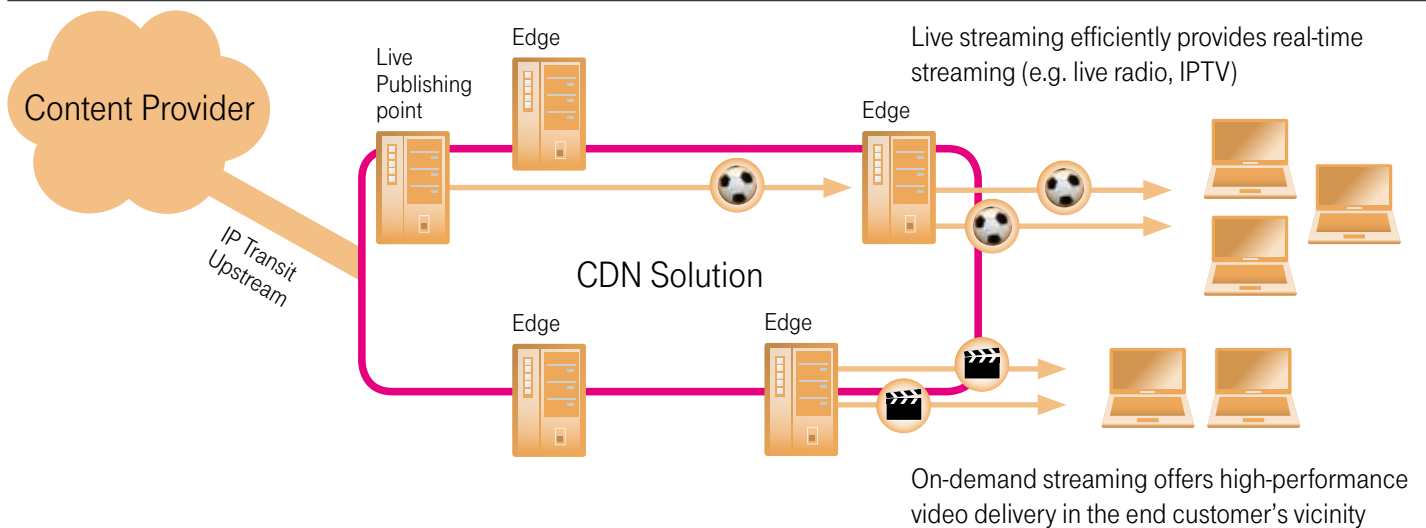 Content Provider
IP Transit
Upstream
Live
Publishing
point
Edge
Edge
Live streaming efficiently provides real-time
streaming (e.g. live radio, IPTV)
CDN Solution
Edge
Edge
On-demand streaming offers high-performance
video delivery in the end customer's vicinity